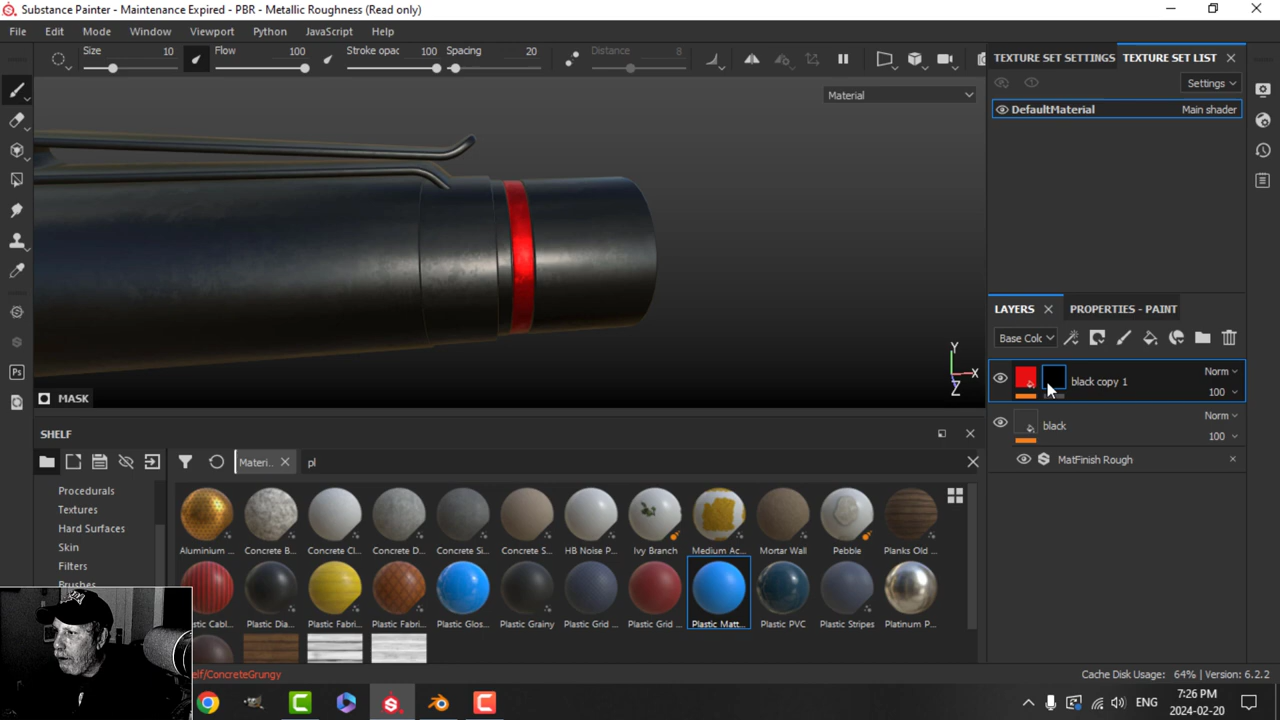 Substance Painter - Maintenance Expired - PBR - Metallic Roughness (Read only)
File Edit Mode Window Viewport Python JavaScript Help
Size 10 Flow 100 Stroke opac 100 Spacing 20 Distance 8
TEXTURE SET SETTINGS TEXTURE SET LIST
Settings
Material
DefaultMaterial Main shader
Y
X
Z
LAYERS PROPERTIES - PAINT
Base Colo
black copy 1 Norm
100
black Norm
100
MatFinish Rough
MASK
SHELF
Materi.. pl
Procedurals
Textures
Hard Surfaces
Skin
Filters
Brushes
Aluminium ... Concrete B... Concrete Cl... Concrete D... Concrete Si... Concrete S... HB Noise P... Ivy Branch Medium Ac... Mortar Wall Pebble Planks Old ...
Plastic Cabl... Plastic Dia... Plastic Fabri... Plastic Fabri... Plastic Glos... Plastic Grainy Plastic Grid ... Plastic Grid ... Plastic Matt... Plastic PVC Plastic Stripes Platinum P...
elf/ConcreteGrungy
Cache Disk Usage: 64% | Version: 6.2.2
Ps
ENG
7:26 PM
2024-02-20